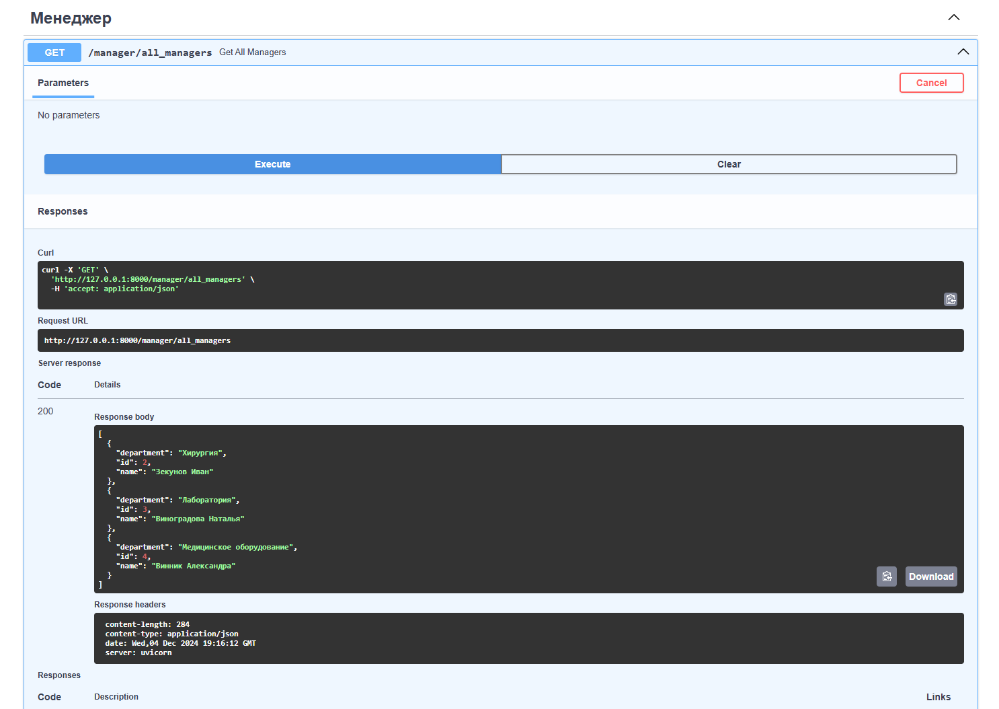 Менеджер
GET /manager/all_managers Get All Managers
Parameters Cancel
No parameters
Execute Clear
Responses
Curl
curl -X 'GET' \
  'http://127.0.0.1:8000/manager/all_managers' \
  -H 'accept: application/json'
Request URL
http://127.0.0.1:8000/manager/all_managers
Server response
Code Details
200
Response body
[
  {
    "department": "Хирургия",
    "id": 2,
    "name": "Зекунов Иван"
  },
  {
    "department": "Лаборатория",
    "id": 3,
    "name": "Виноградова Наталья"
  },
  {
    "department": "Медицинское оборудование",
    "id": 4,
    "name": "Винник Александра"
  }
]
Download
Response headers
content-length: 284
content-type: application/json
date: Wed,04 Dec 2024 19:16:12 GMT
server: uvicorn
Responses
Code Description Links